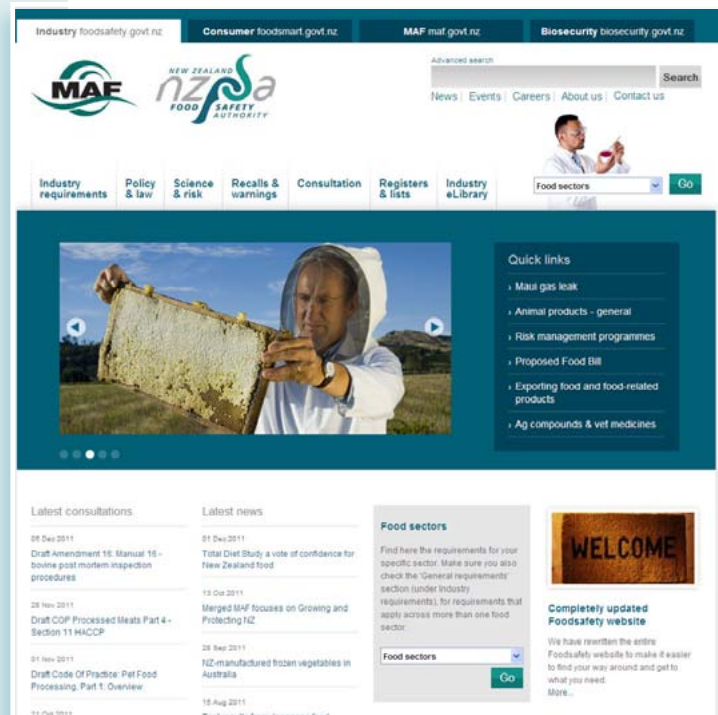 Industry foodsafety.govt.nz
Consumer foodsmart.govt.nz
MAF maf.govt.nz
Biosecurity biosecurity.govt.nz
MAF
NEW ZEALAND
nzfsa
FOOD SAFETY
AUTHORITY
Advanced search
Search
News | Events | Careers | About us | Contact us
Industry
requirements
Policy
& law
Science
& risk
Recalls &
warnings
Consultation
Registers
& lists
Industry
eLibrary
Food sectors
Go
Quick links
› Maui gas leak
› Animal products - general
› Risk management programmes
› Proposed Food Bill
› Exporting food and food-related
products
› Ag compounds & vet medicines
Latest consultations
05 Dec 2011
Draft Amendment 16: Manual 16 -
bovine post mortem inspection
procedures
28 Nov 2011
Draft COP Processed Meats Part 4 -
Section 11 HACCP
01 Nov 2011
Draft Code Of Practice: Pet Food
Processing, Part 1: Overview
Latest news
01 Dec 2011
Total Diet Study a vote of confidence for
New Zealand food
13 Oct 2011
Merged MAF focuses on Growing and
Protecting NZ
28 Sep 2011
NZ-manufactured frozen vegetables in
Australia
16 Aug 2011
Food sectors
Find here the requirements for your
specific sector. Make sure you also
check the 'General requirements'
section (under Industry
requirements), for requirements that
apply across more than one food
sector.
Food sectors
Go
WELCOME
Completely updated
Foodsafety website
We have rewritten the entire
Foodsafety website to make it easier
to find your way around and get to
what you need.
More...